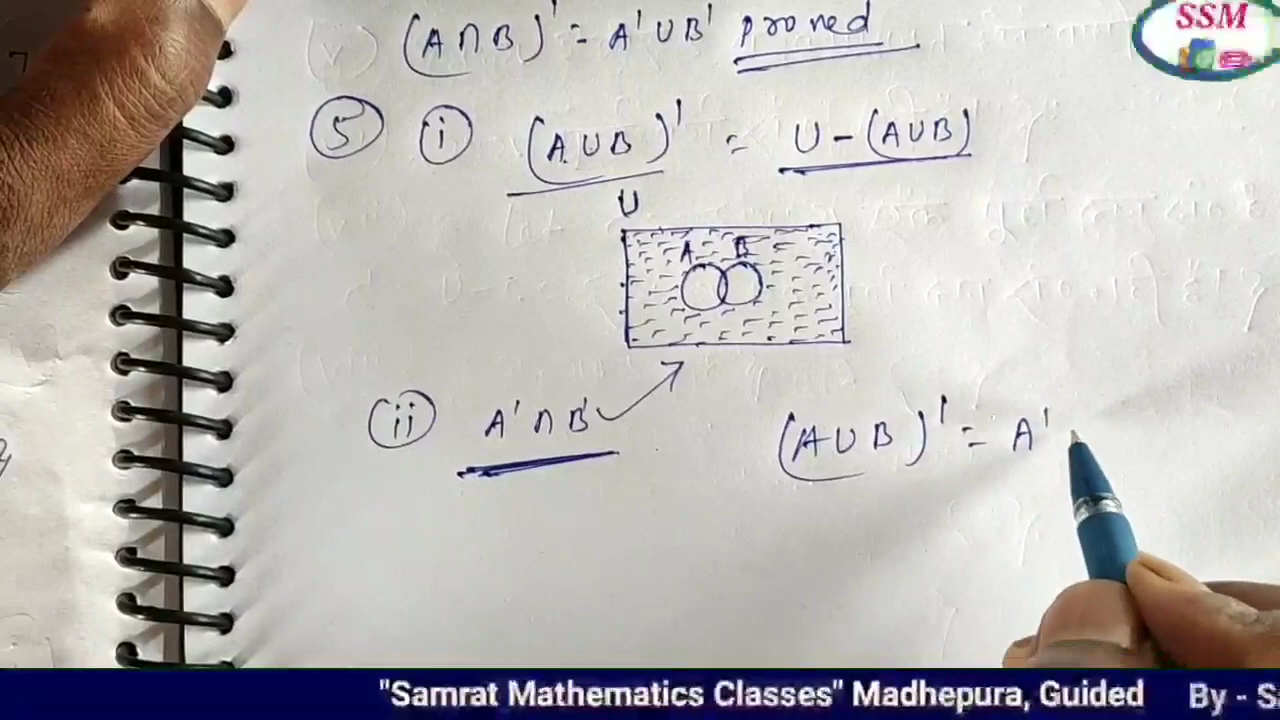 (A∩B)' = A'∪B' proved
SSM
5 i (A∪B)' = U-(A∪B)
U
A B
ii A'∩B'
(A∪B)' = A'
"Samrat Mathematics Classes" Madhepura, Guided By - S